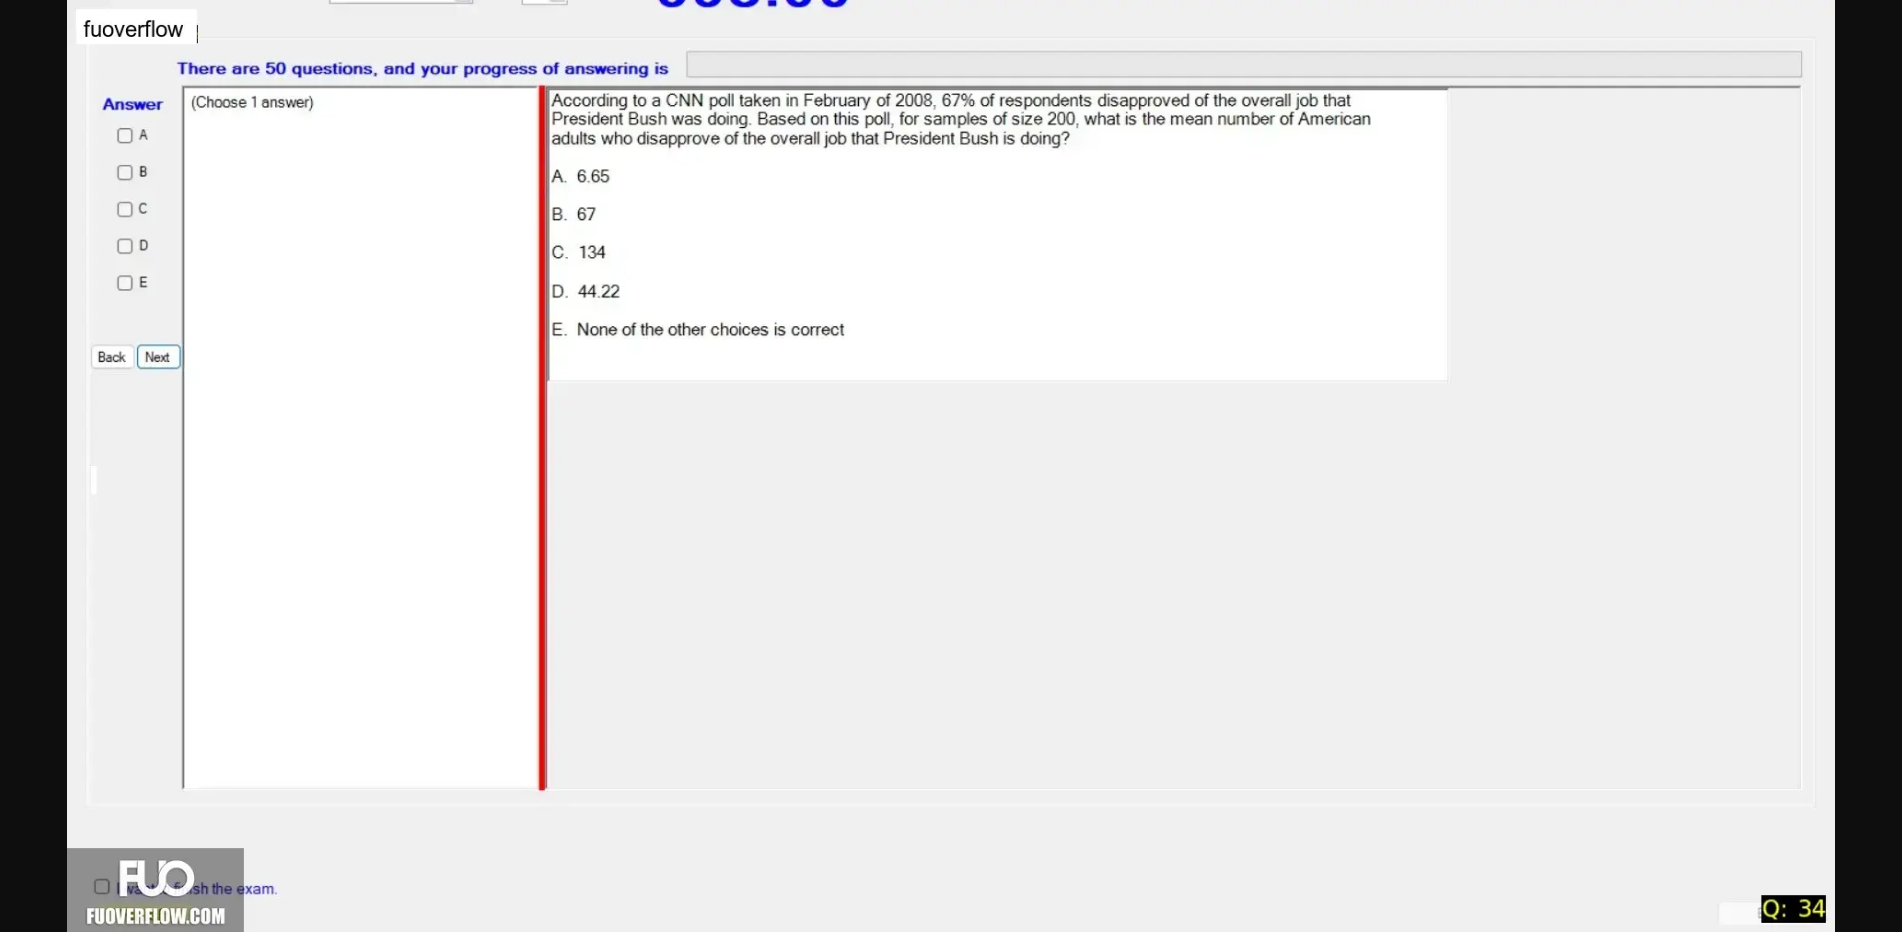 fuoverflow
There are 50 questions, and your progress of answering is
Answer
(Choose 1 answer)
A
B
C
D
E
Back Next
According to a CNN poll taken in February of 2008, 67% of respondents disapproved of the overall job that
President Bush was doing. Based on this poll, for samples of size 200, what is the mean number of American
adults who disapprove of the overall job that President Bush is doing?
A. 6.65
B. 67
C. 134
D. 44.22
E. None of the other choices is correct
FUO
the exam.
FUOVERFLOW.COM
Q: 34